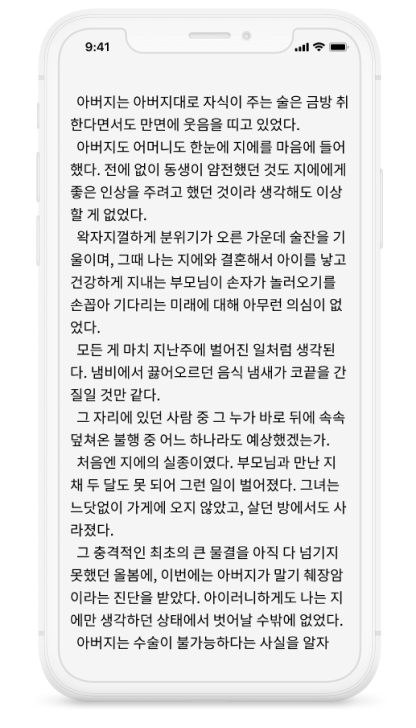 9:41
아버지는 아버지대로 자식이 주는 술은 금방 취
한다면서도 만면에 웃음을 띠고 있었다.
아버지도 어머니도 한눈에 지에를 마음에 들어
했다. 전에 없이 동생이 얌전했던 것도 지에에게
좋은 인상을 주려고 했던 것이라 생각해도 이상
할 게 없었다.
왁자지껄하게 분위기가 오른 가운데 술잔을 기
울이며, 그때 나는 지에와 결혼해서 아이를 낳고
건강하게 지내는 부모님이 손자가 놀러오기를
손꼽아 기다리는 미래에 대해 아무런 의심이 없
었다.
모든 게 마치 지난주에 벌어진 일처럼 생각된
다. 냄비에서 끓어오르던 음식 냄새가 코끝을 간
질일 것만 같다.
그 자리에 있던 사람 중 그 누가 바로 뒤에 속속
덮쳐온 불행 중 어느 하나라도 예상했겠는가.
처음엔 지에의 실종이였다. 부모님과 만난 지
채 두 달도 못 되어 그런 일이 벌어졌다. 그녀는
느닷없이 가게에 오지 않았고, 살던 방에서도 사
라졌다.
그 충격적인 최초의 큰 물결을 아직 다 넘기지
못했던 올봄에, 이번에는 아버지가 말기 췌장암
이라는 진단을 받았다. 아이러니하게도 나는 지
에만 생각하던 상태에서 벗어날 수밖에 없었다.
아버지는 수술이 불가능하다는 사실을 알자